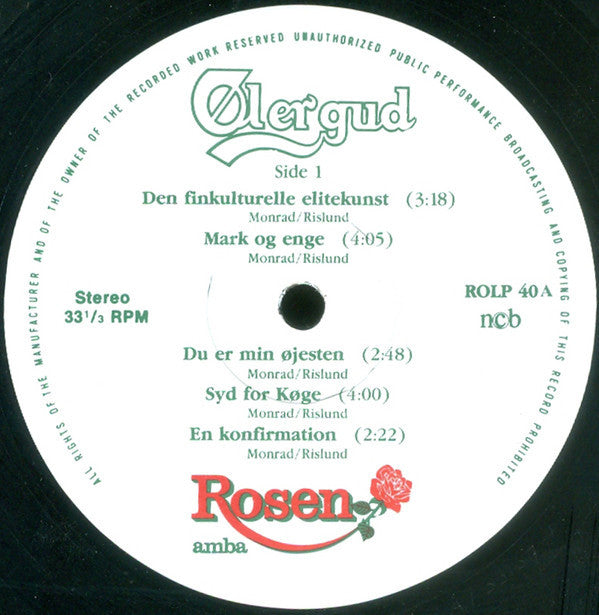 ALL RIGHTS OF THE MANUFACTURER AND OF THE OWNER OF THE RECORDED WORK RESERVED UNAUTHORIZED PUBLIC PERFORMANCE BROADCASTING AND COPYING OF THIS RECORD PROHIBITED
Ølergud
Side 1
Den finkulturelle elitekunst (3:18)
Monrad/Rislund
Mark og enge (4:05)
Monrad/Rislund
Stereo
33 1/3 RPM
ROLP 40 A
ncb
Du er min øjesten (2:48)
Monrad/Rislund
Syd for Køge (4:00)
Monrad/Rislund
En konfirmation (2:22)
Monrad/Rislund
Rosen
amba